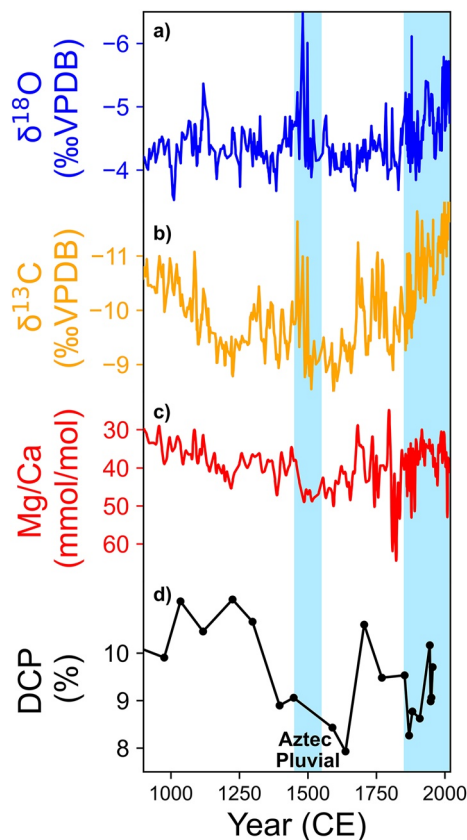 a)
δ¹⁸O
(‰VPDB)
−6
−5
−4
b)
δ¹³C
(‰VPDB)
−11
−10
−9
c)
Mg/Ca
(mmol/mol)
30
40
50
60
d)
DCP
(%)
10
9
8
Aztec
Pluvial
1000
1250
1500
1750
2000
Year (CE)